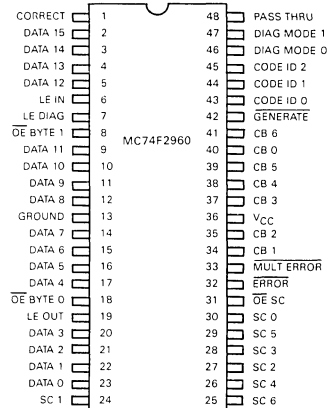 CORRECT 1 48 PASS THRU
DATA 15 2 47 DIAG MODE 1
DATA 14 3 46 DIAG MODE 0
DATA 13 4 45 CODE ID 2
DATA 12 5 44 CODE ID 1
LE IN 6 43 CODE ID 0
LE DIAG 7 42 GENERATE
OE BYTE 1 8 41 CB 6
MC74F2960
DATA 11 9 40 CB 0
DATA 10 10 39 CB 5
DATA 9 11 38 CB 4
DATA 8 12 37 CB 3
GROUND 13 36 VCC
DATA 7 14 35 CB 2
DATA 6 15 34 CB 1
DATA 5 16 33 MULT ERROR
DATA 4 17 32 ERROR
OE BYTE 0 18 31 OE SC
LE OUT 19 30 SC 0
DATA 3 20 29 SC 5
DATA 2 21 28 SC 3
DATA 1 22 27 SC 2
DATA 0 23 26 SC 4
SC 1 24 25 SC 6